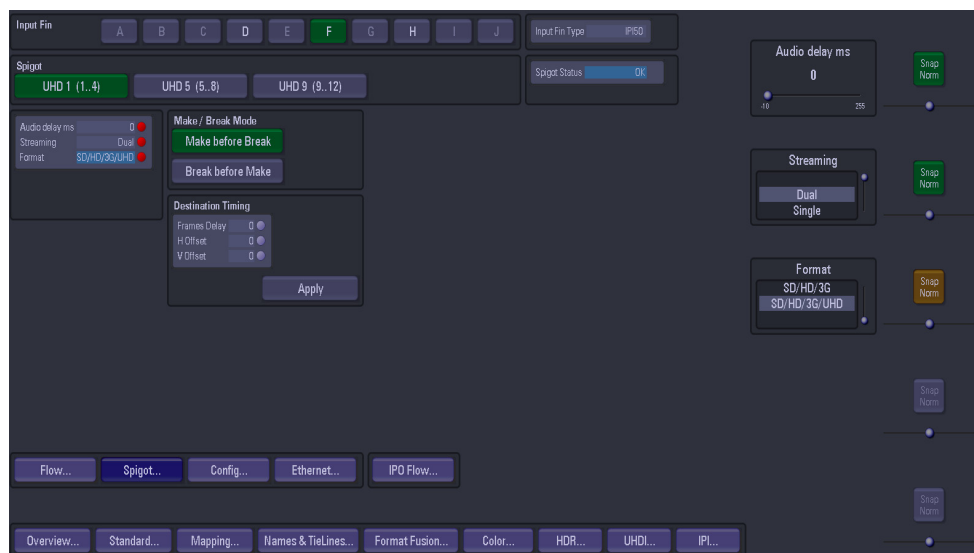 Input Fin
A B C D E F G H I J
Input Fin Type IPI50
Spigot
UHD 1 (1..4) UHD 5 (5..8) UHD 9 (9..12)
Spigot Status OK
Audio delay ms 0
Streaming Dual
Format SD/HD/3G/UHD
Make / Break Mode
Make before Break
Break before Make
Destination Timing
Frames Delay 0
H Offset 0
V Offset 0
Apply
Audio delay ms
0
-10 255
Snap
Norm
Streaming
Dual
Single
Snap
Norm
Format
SD/HD/3G
SD/HD/3G/UHD
Snap
Norm
Snap
Norm
Snap
Norm
Flow... Spigot... Config... Ethernet... IPO Flow...
Overview... Standard... Mapping... Names & TieLines... Format Fusion... Color... HDR... UHDI... IPI...